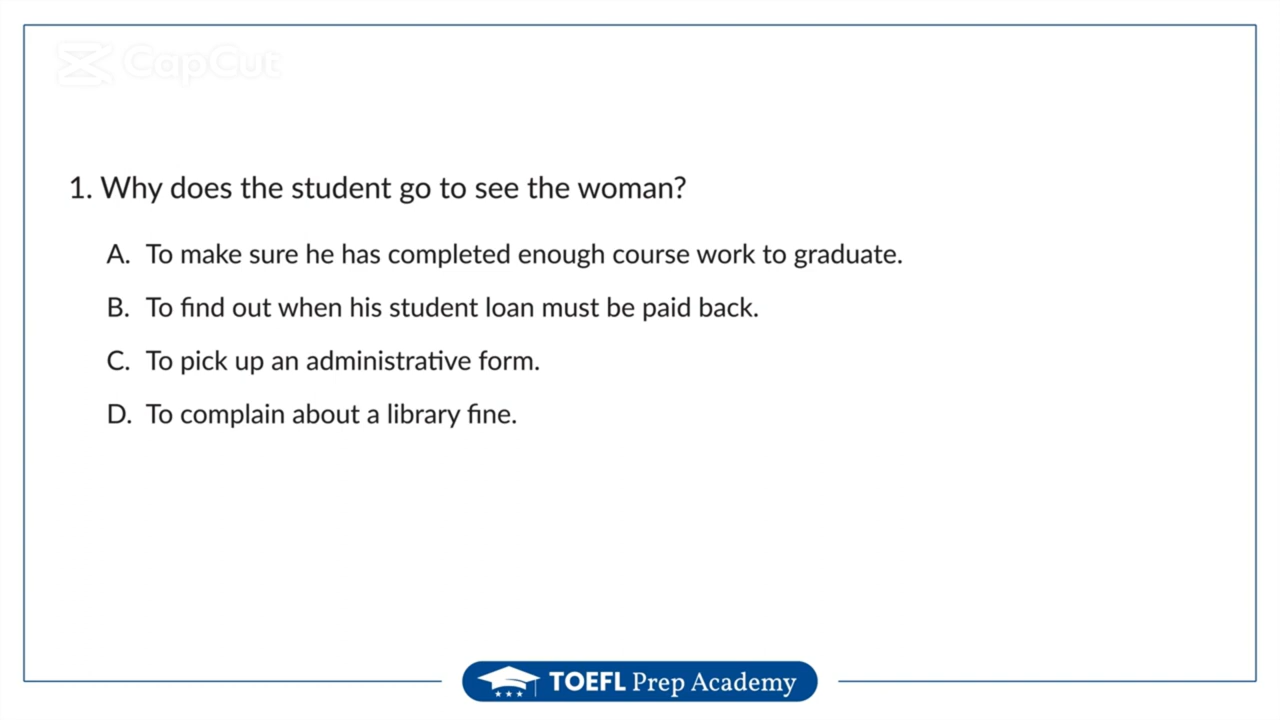 CapCut
1. Why does the student go to see the woman?
A. To make sure he has completed enough course work to graduate.
B. To find out when his student loan must be paid back.
C. To pick up an administrative form.
D. To complain about a library fine.
TOEFL Prep Academy